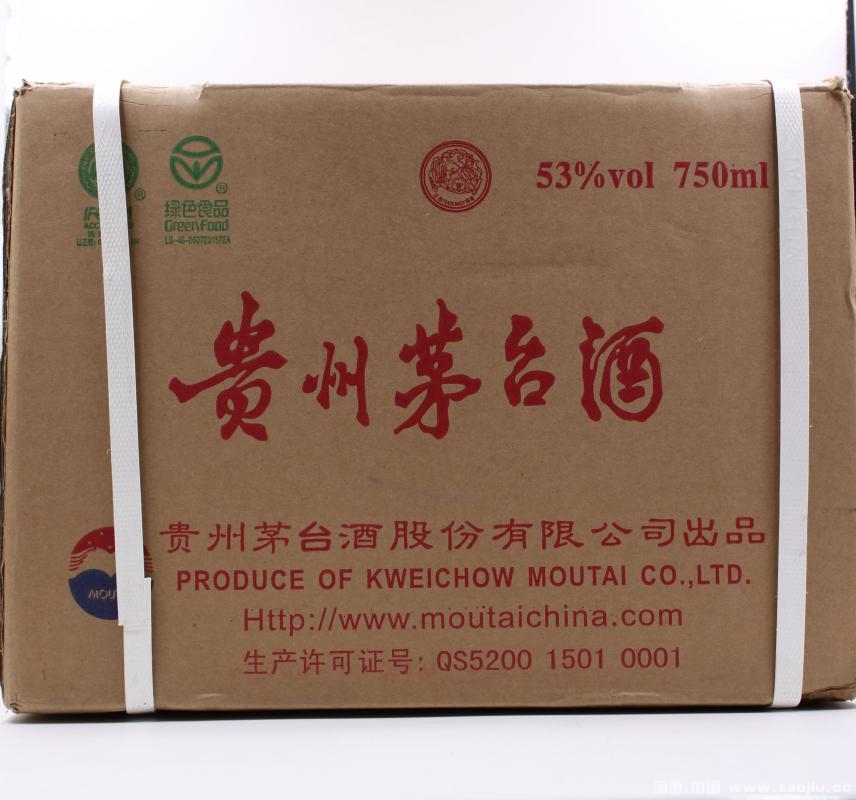 53%vol 750ml
绿色食品
GreenFood
贵州茅台酒
贵州茅台酒股份有限公司出品
PRODUCE OF KWEICHOW MOUTAI CO.,LTD.
Http://www.moutaichina.com
生产许可证号: QS5200 1501 0001
www.taojiu.cc